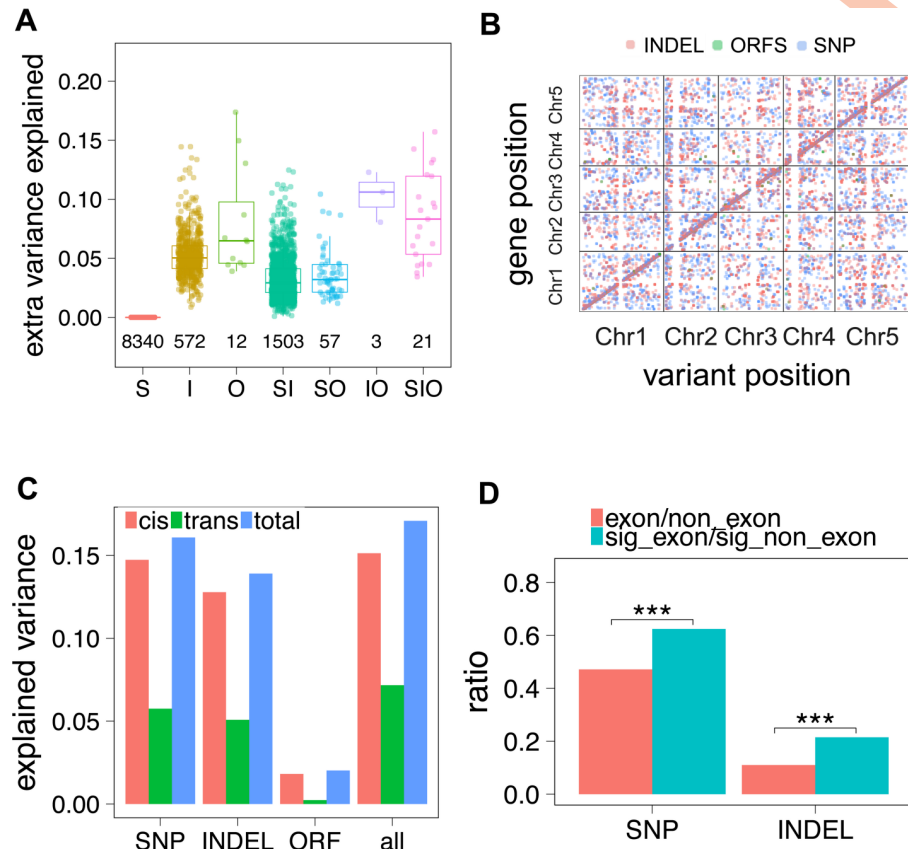 A
extra variance explained
0.20
0.15
0.10
0.05
0.00
8340 572 12 1503 57 3 21
S I O SI SO IO SIO
B
INDEL ORFS SNP
gene position
Chr5
Chr4
Chr3
Chr2
Chr1
Chr1 Chr2 Chr3 Chr4 Chr5
variant position
C
cis trans total
explained variance
0.15
0.10
0.05
0.00
SNP INDEL ORF all
D
exon/non_exon
sig_exon/sig_non_exon
ratio
0.8
0.6
0.4
0.2
0.0
***
***
SNP INDEL